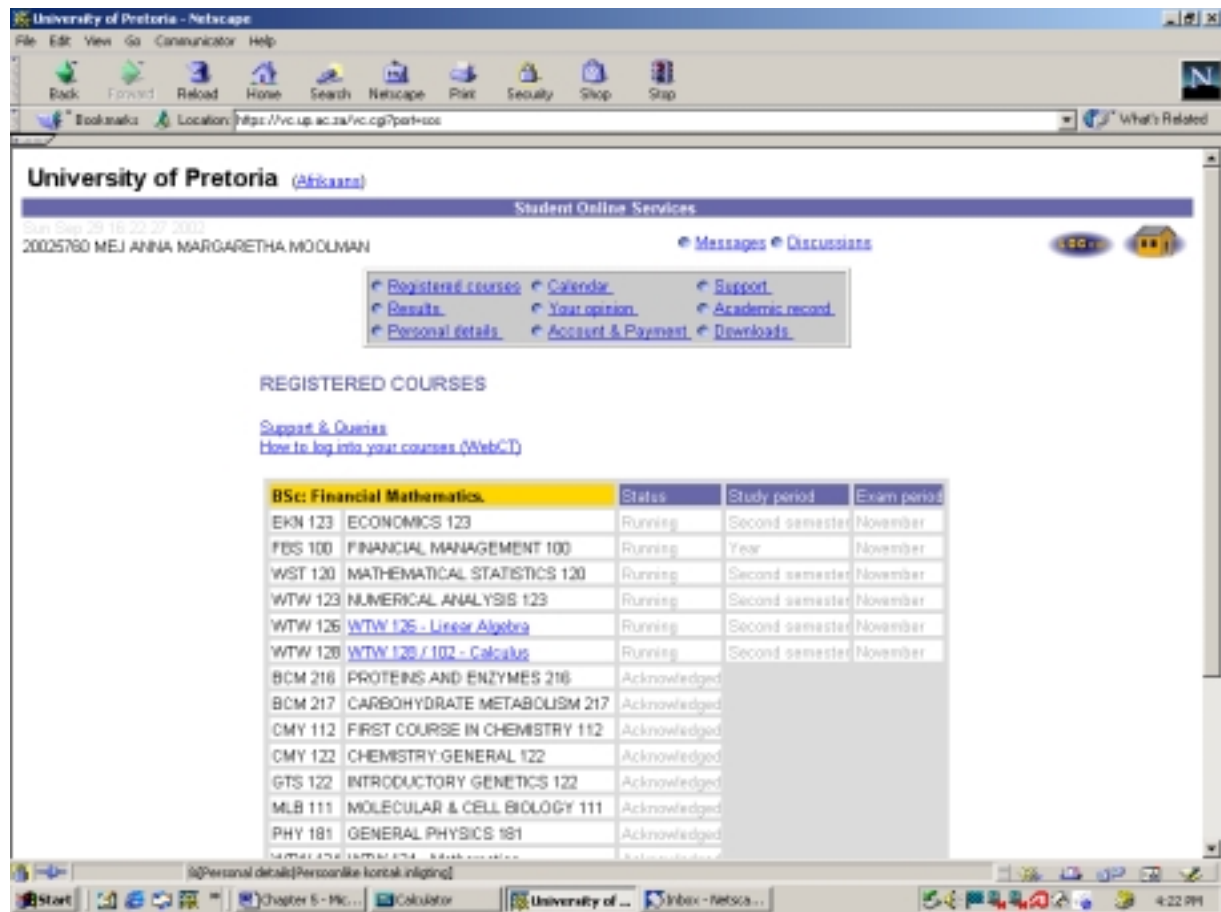 University of Pretoria - Netscape
File Edit View Go Communicator Help
Back Forward Reload Home Search Netscape Print Security Shop Stop
N
Bookmarks Location: https://vc.up.ac.za/vc.cgi?part=sos What's Related
University of Pretoria (Afrikaans)
Student Online Services
Sun Sep 29 16:22:27 2002
20025760 MEJ ANNA MARGARETHA MOOLMAN Messages Discussions
Registered courses Calendar Support
Results Your opinion Academic record
Personal details Account & Payment Downloads
REGISTERED COURSES
Support & Queries
How to log into your courses (WebCT)
BSc: Financial Mathematics. Status Study period Exam period
EKN 123 ECONOMICS 123 Running Second semester November
FBS 100 FINANCIAL MANAGEMENT 100 Running Year November
WST 120 MATHEMATICAL STATISTICS 120 Running Second semester November
WTW 123 NUMERICAL ANALYSIS 123 Running Second semester November
WTW 126 WTW 126 - Linear Algebra Running Second semester November
WTW 128 WTW 128 / 102 - Calculus Running Second semester November
BCM 216 PROTEINS AND ENZYMES 216 Acknowledged
BCM 217 CARBOHYDRATE METABOLISM 217 Acknowledged
CMY 112 FIRST COURSE IN CHEMISTRY 112 Acknowledged
CMY 122 CHEMISTRY:GENERAL 122 Acknowledged
GTS 122 INTRODUCTORY GENETICS 122 Acknowledged
MLB 111 MOLECULAR & CELL BIOLOGY 111 Acknowledged
PHY 181 GENERAL PHYSICS 181 Acknowledged
[Personal details]Persoonlike kontak inligting]
Start Chapter 5 - Mic... Calculator University of ... Inbox - Netsca... 4:22 PM